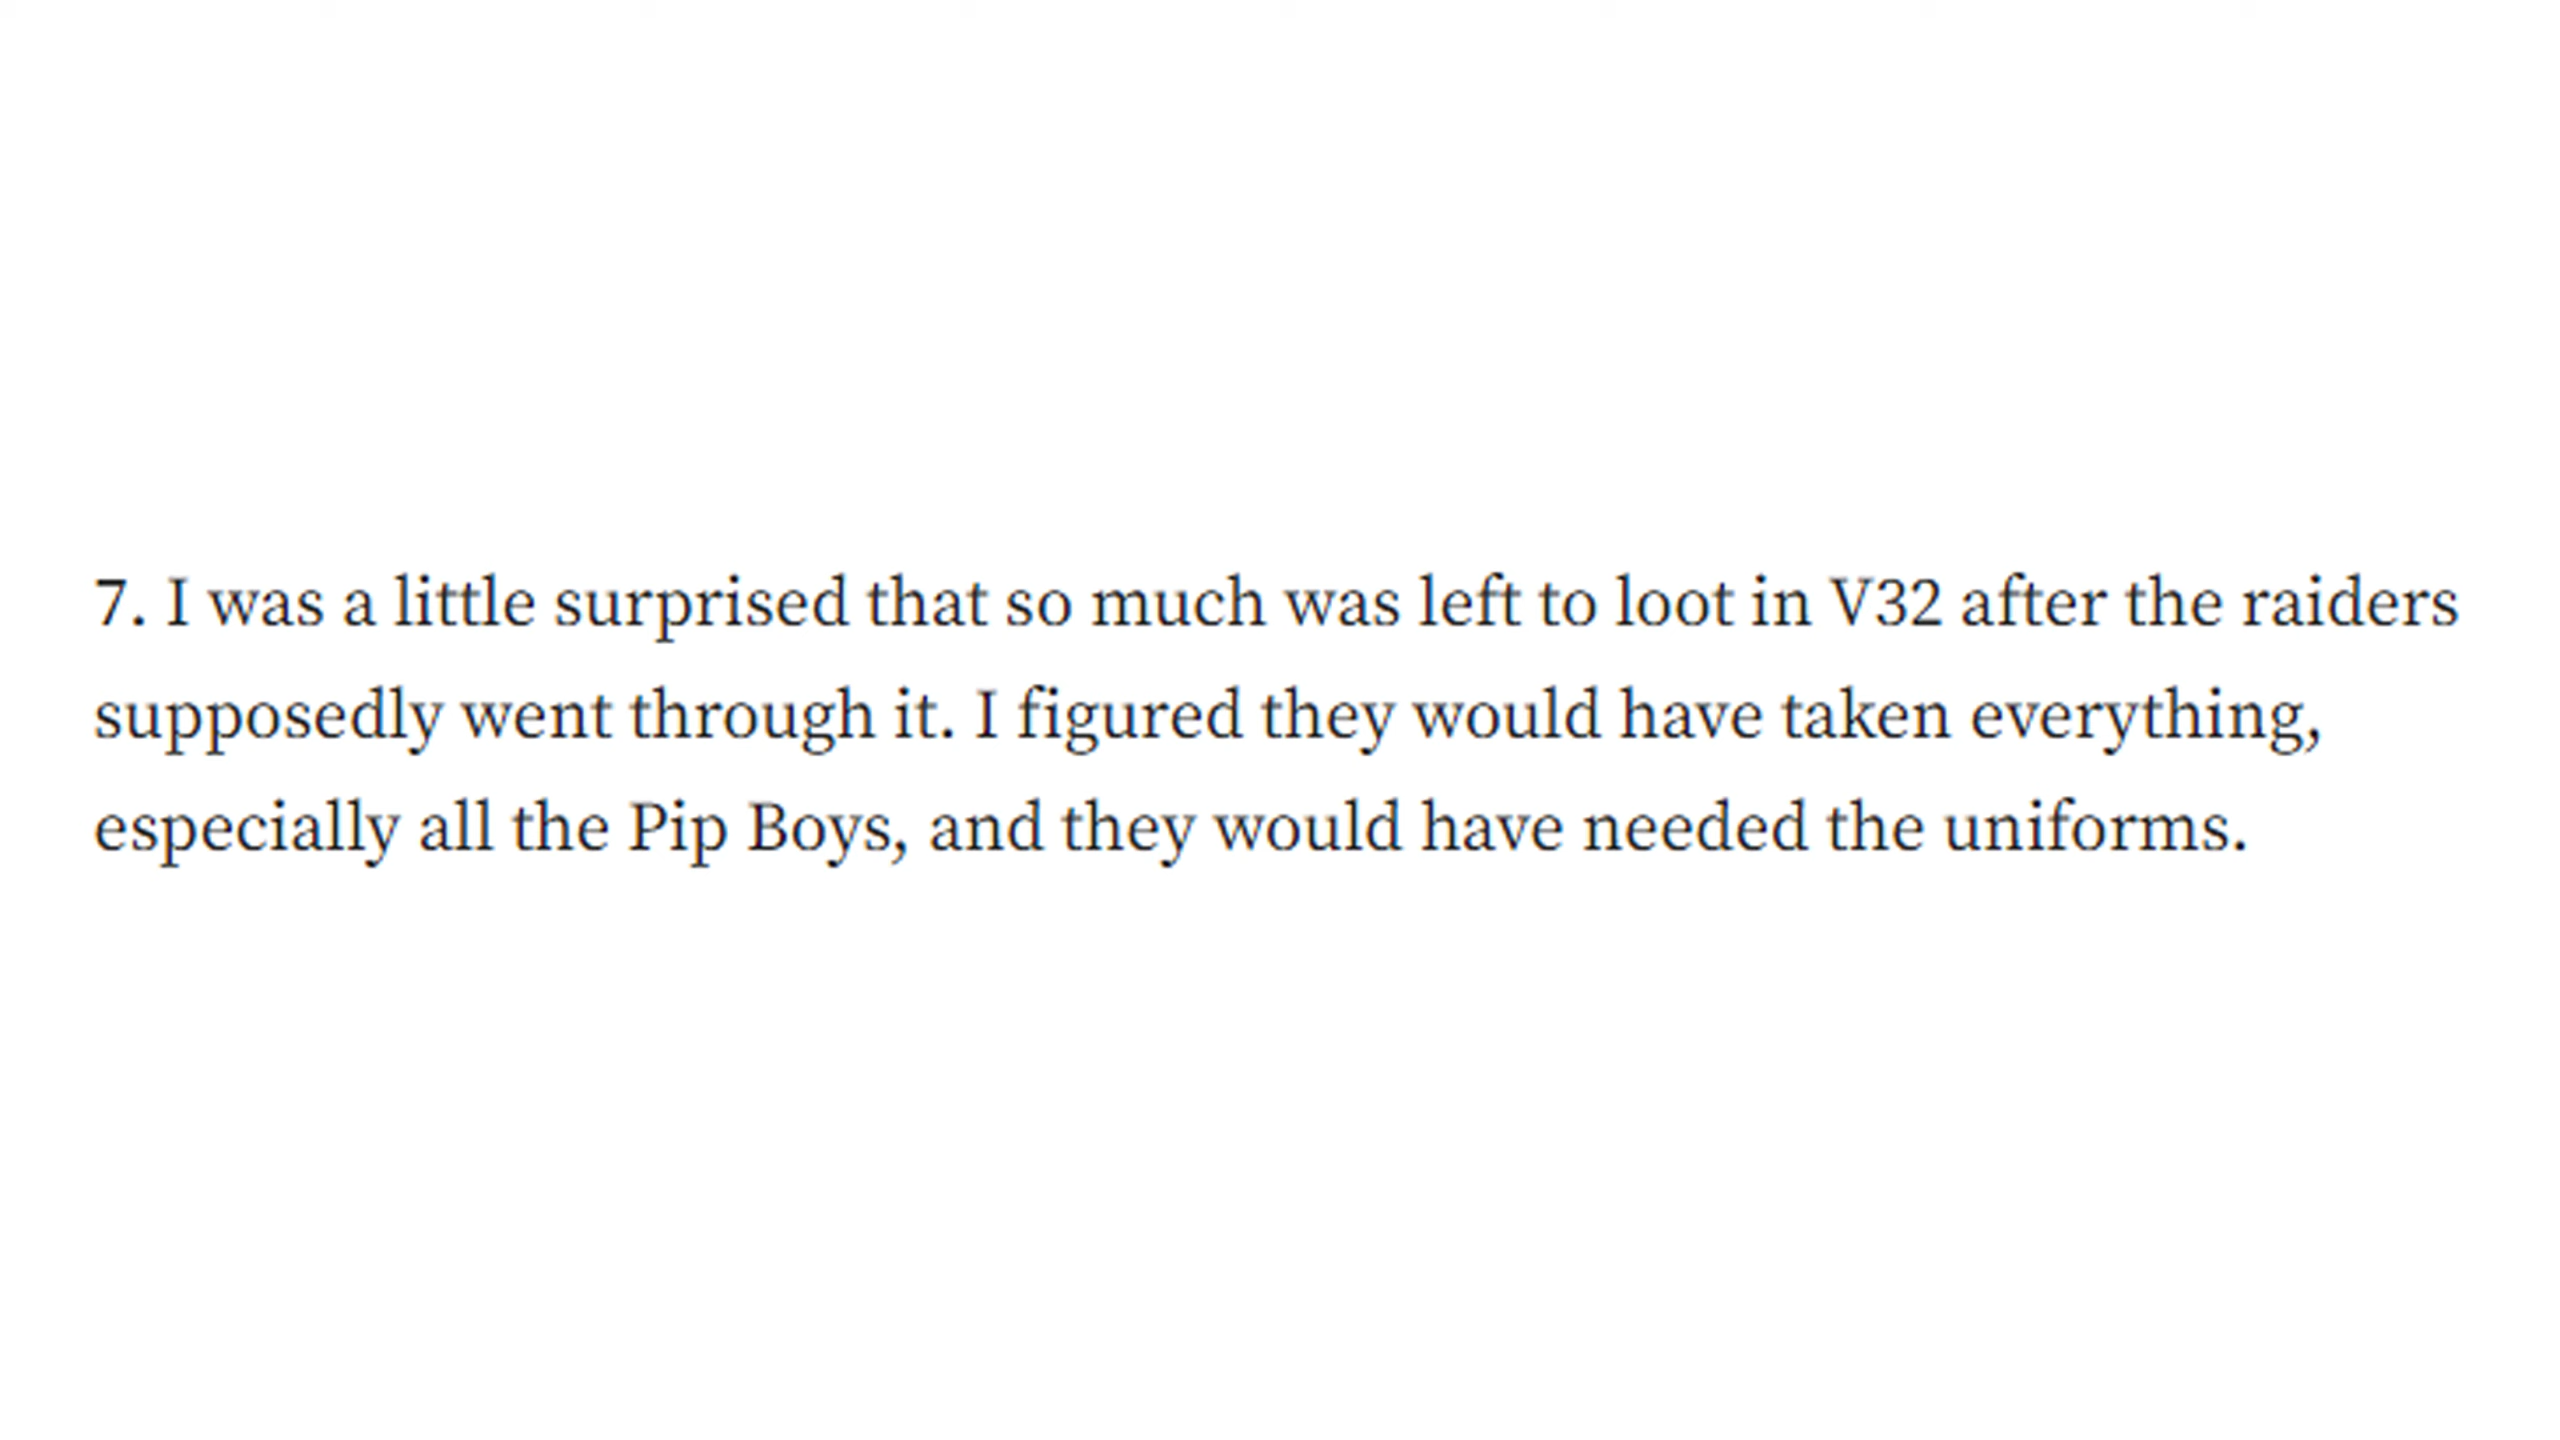 7. I was a little surprised that so much was left to loot in V32 after the raiders
supposedly went through it. I figured they would have taken everything,
especially all the Pip Boys, and they would have needed the uniforms.